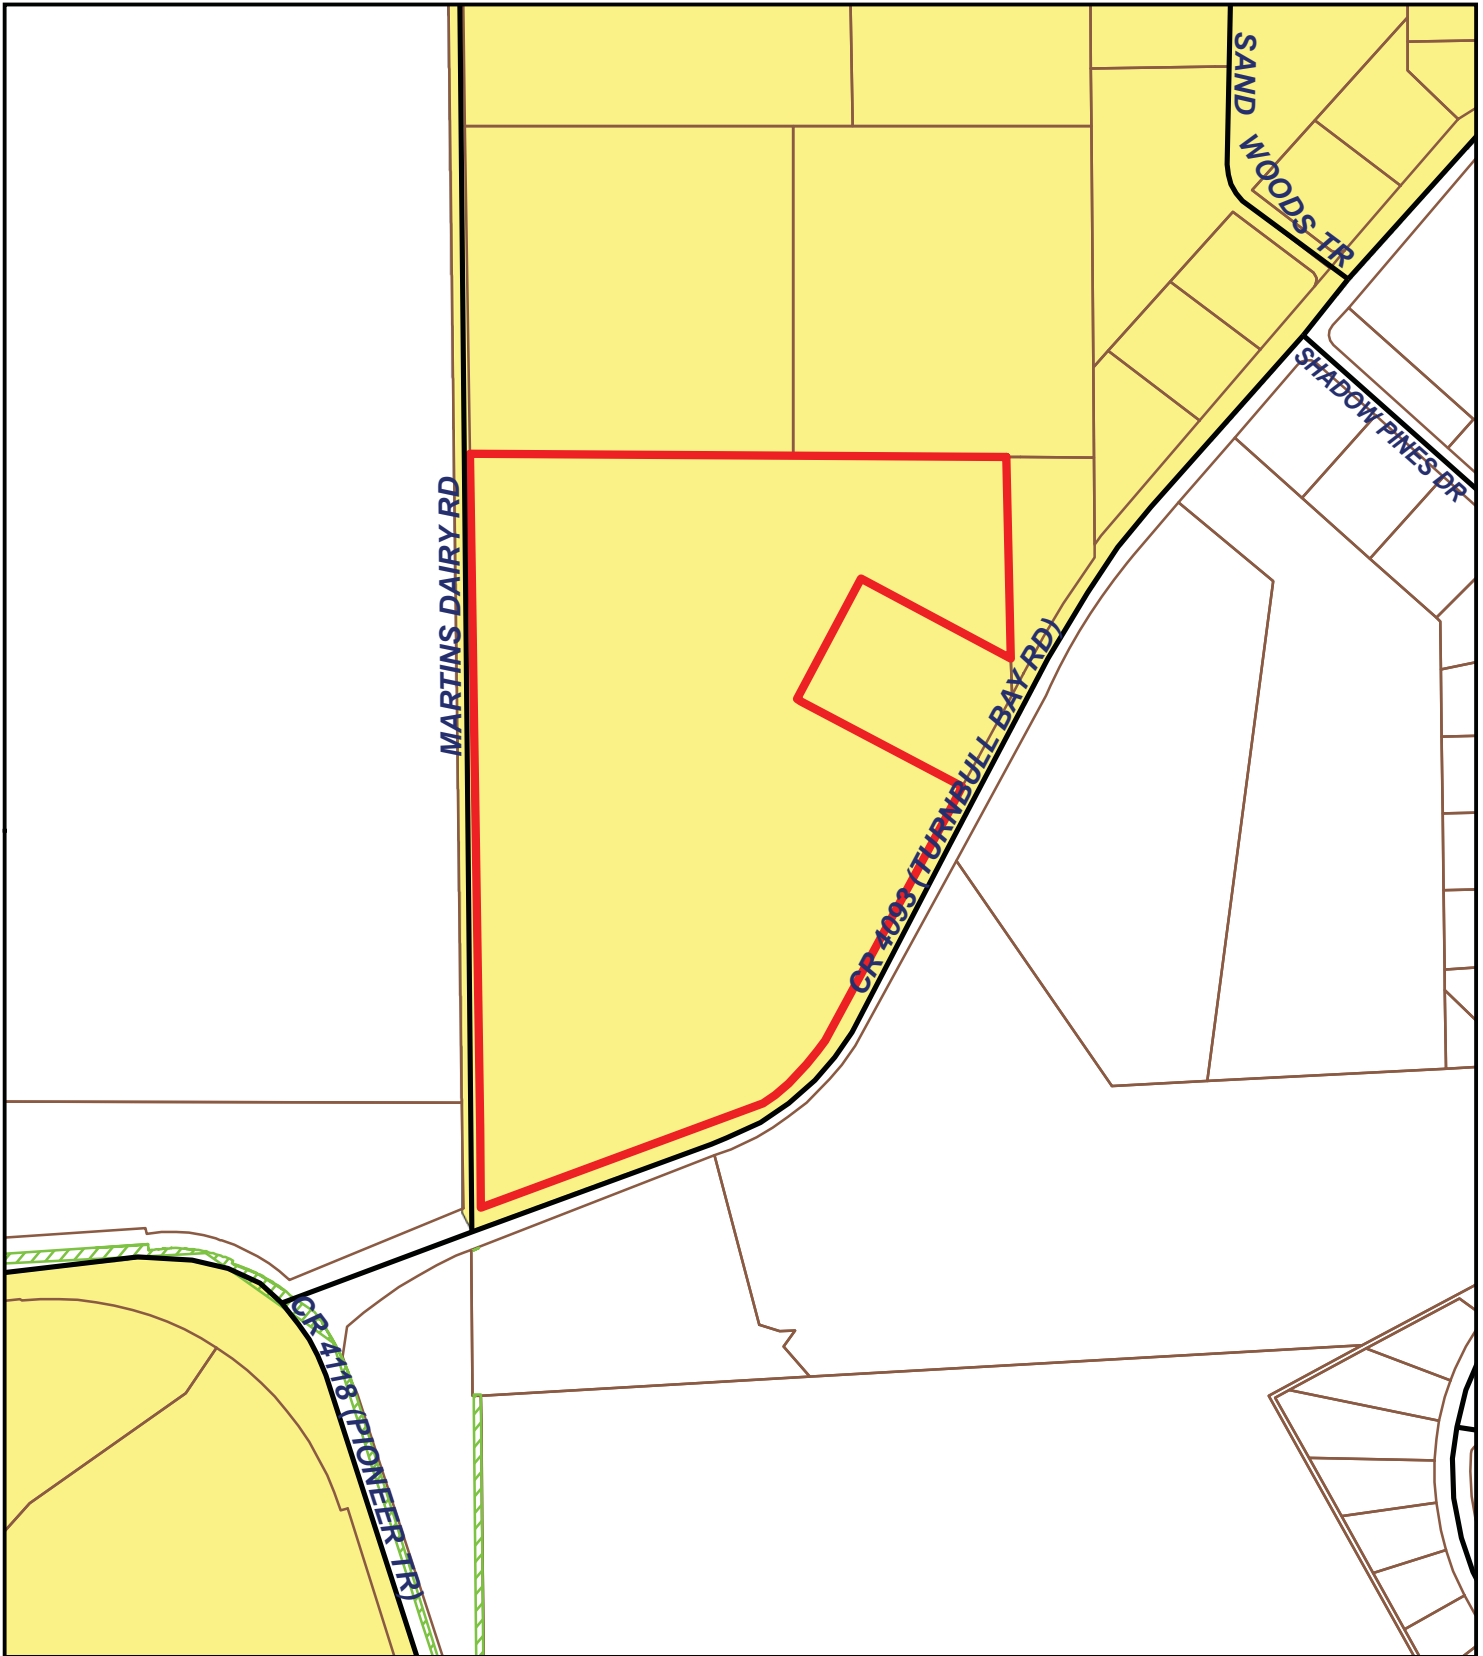 SAND WOODS TR
SHADOW PINES DR
MARTINS DAIRY RD
CR 4093 (TURNBULL BAY RD)
CR 4118 (PIONEER TR)